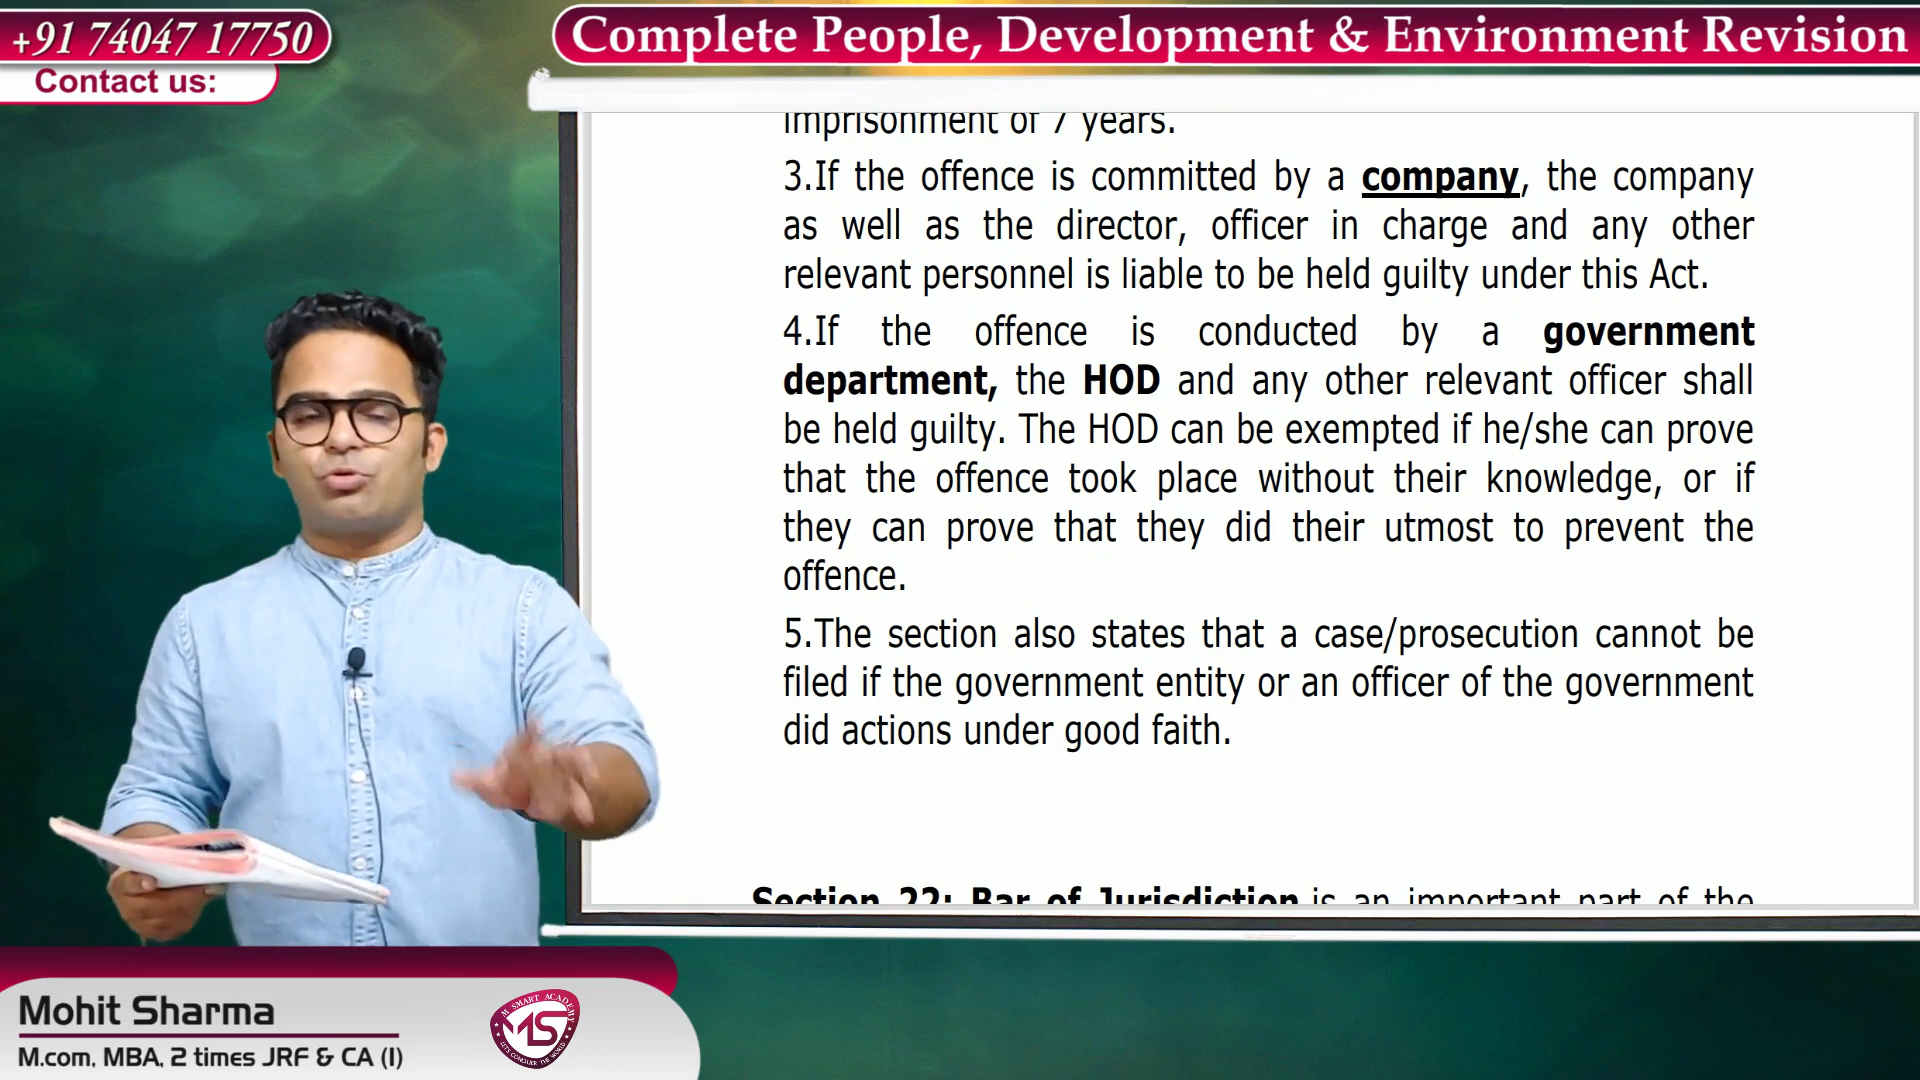 +91 74047 17750
Contact us:
Complete People, Development & Environment Revision
imprisonment of 7 years.
3.If the offence is committed by a company, the company
as well as the director, officer in charge and any other
relevant personnel is liable to be held guilty under this Act.
4.If the offence is conducted by a government
department, the HOD and any other relevant officer shall
be held guilty. The HOD can be exempted if he/she can prove
that the offence took place without their knowledge, or if
they can prove that they did their utmost to prevent the
offence.
5.The section also states that a case/prosecution cannot be
filed if the government entity or an officer of the government
did actions under good faith.
Section 22: Bar of Jurisdiction is an important part of the
Mohit Sharma
M.com, MBA, 2 times JRF & CA (I)
M SMART ACADEMY
MS
LETS CONQUER THE WORLD